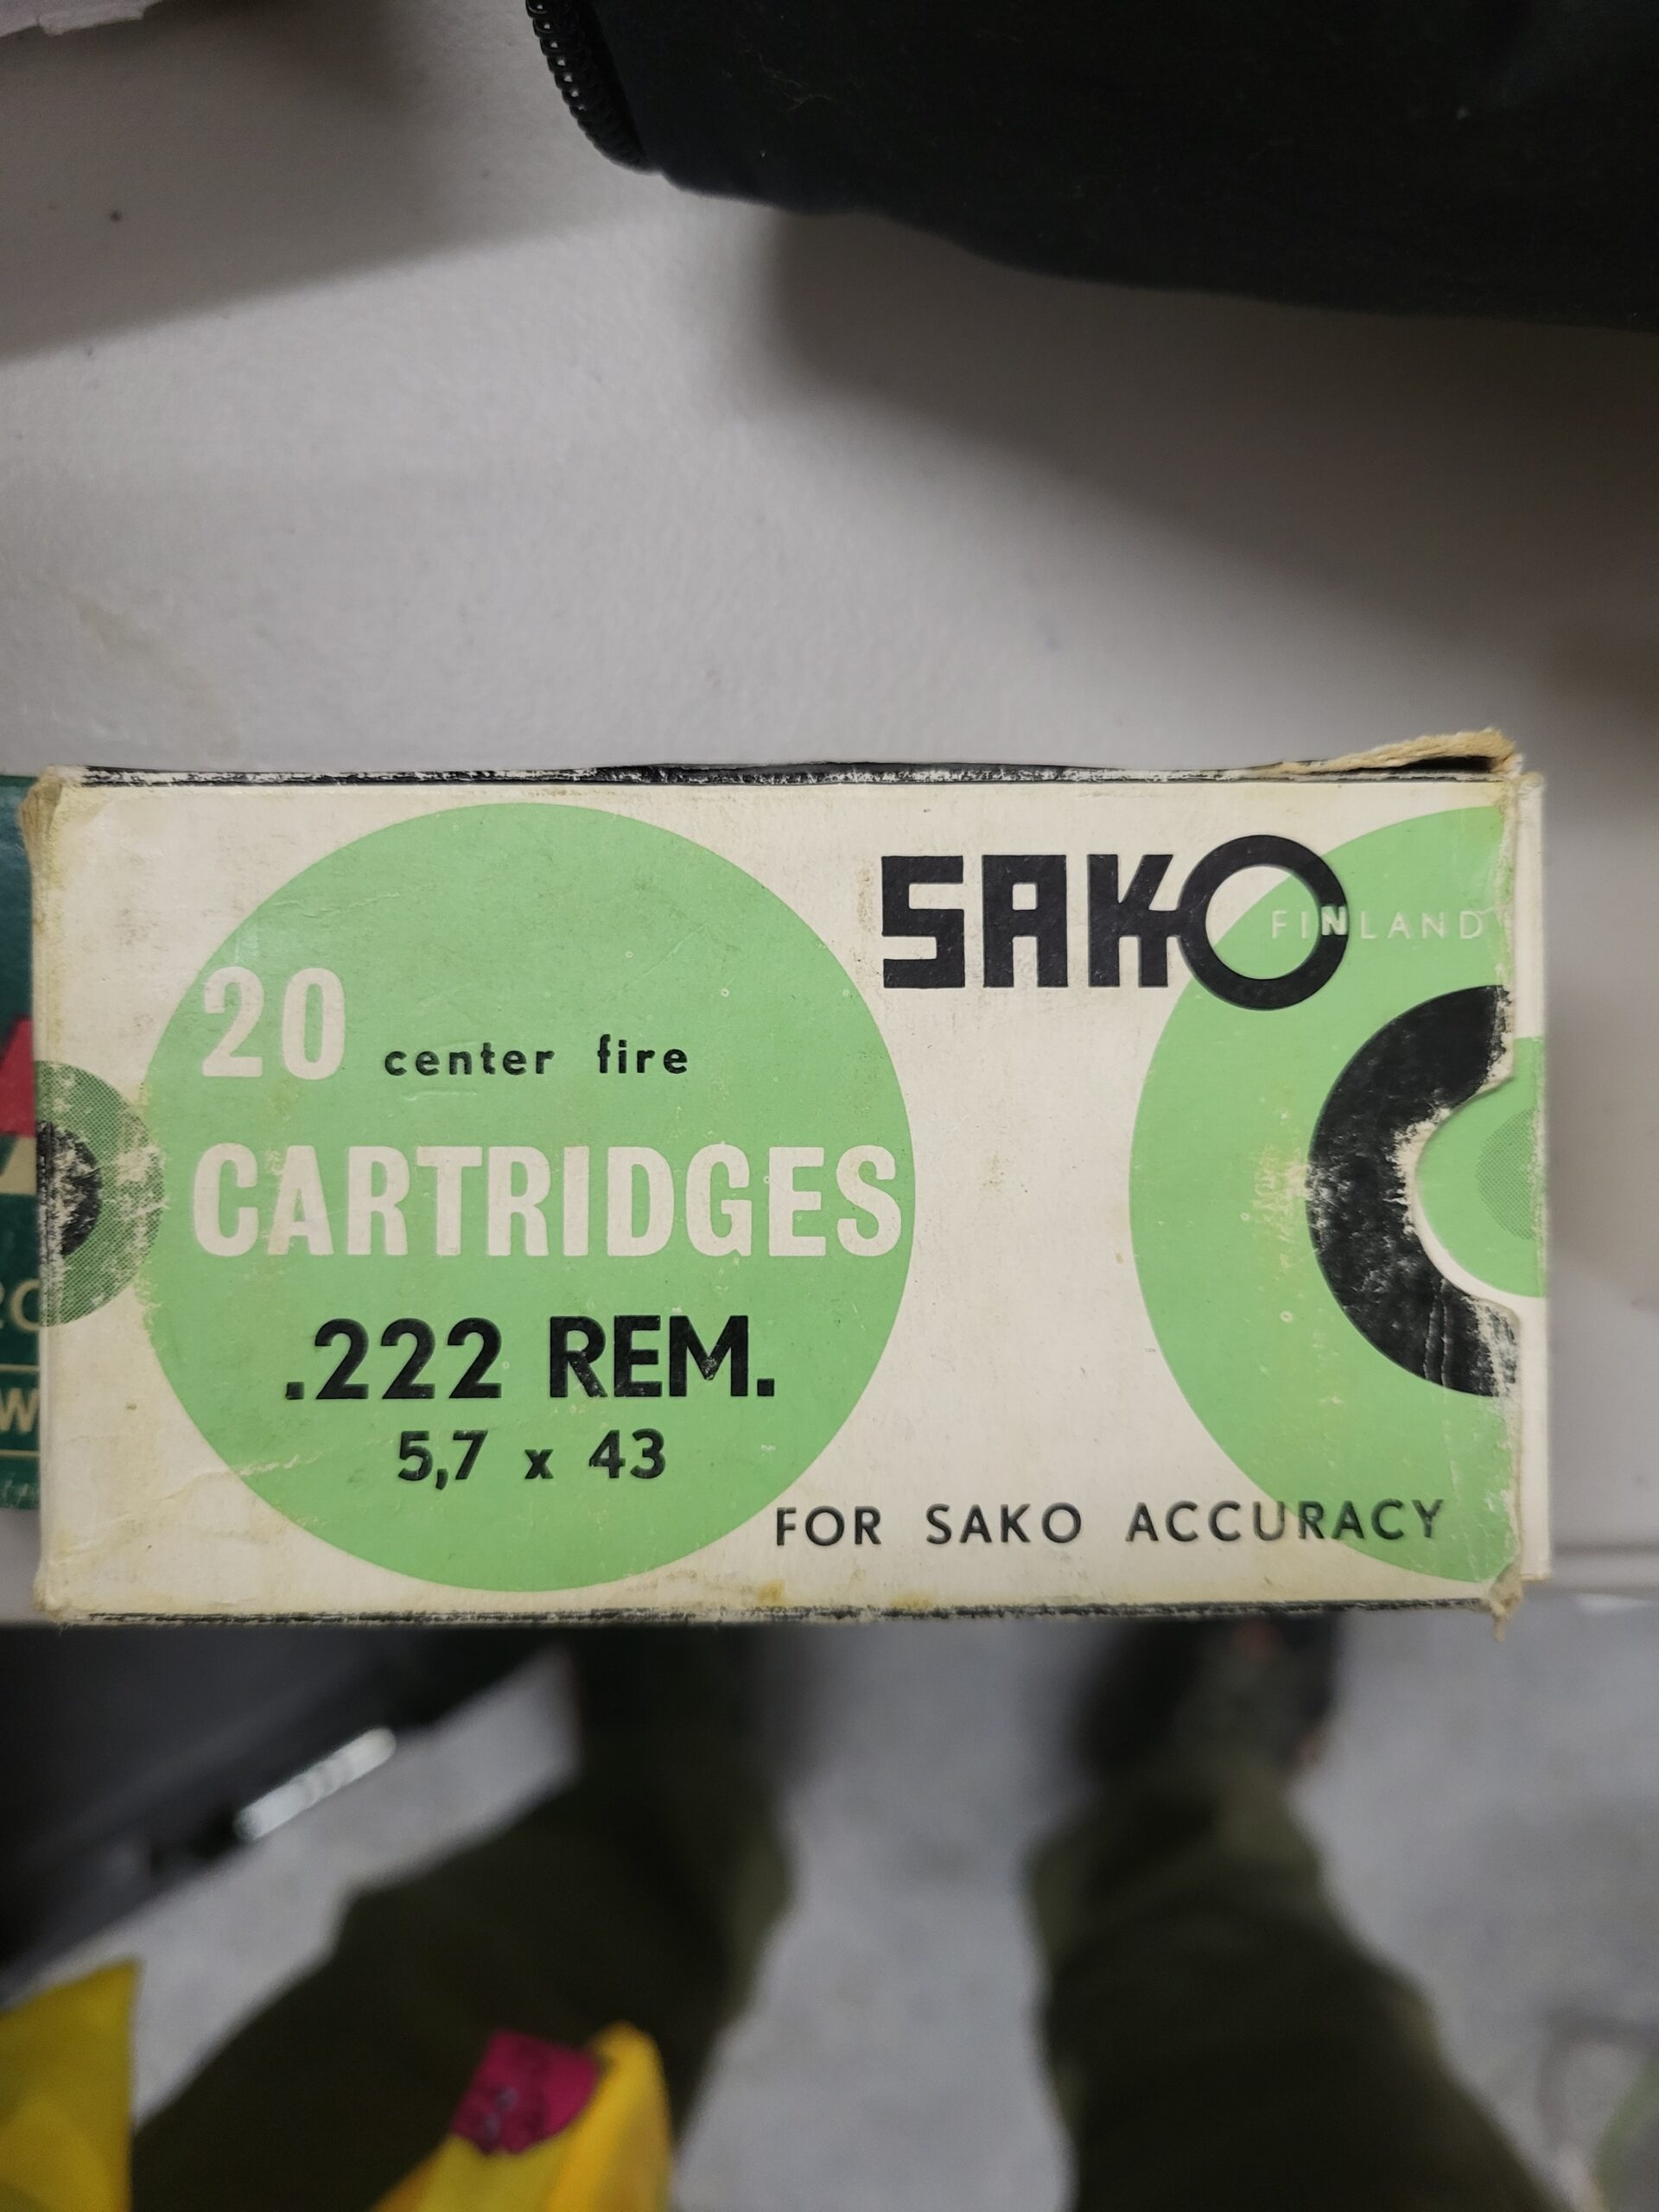 SAKO
FINLAND
20 center fire
CARTRIDGES
.222 REM.
5,7 x 43
FOR SAKO ACCURACY